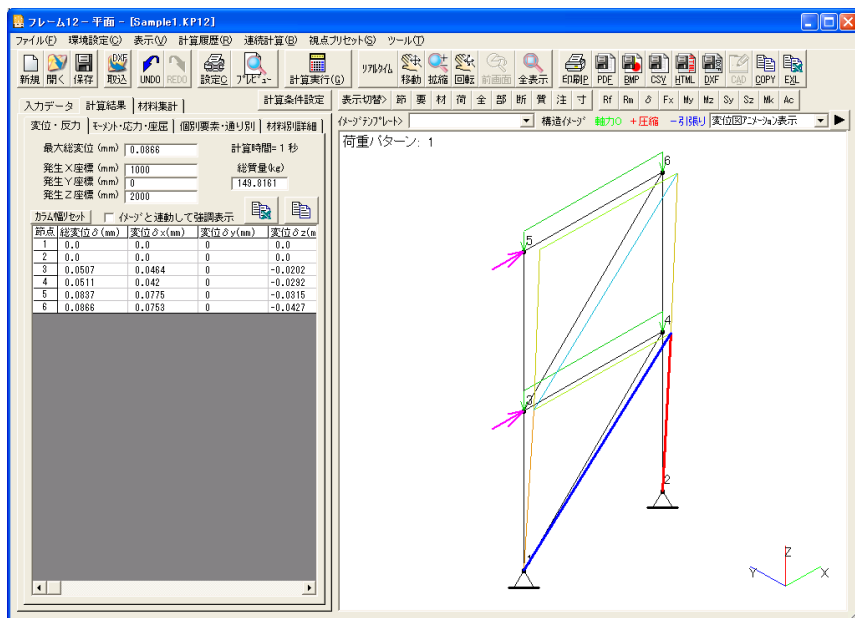 フレーム12－平面－ [Sample1.KP12]
ファイル(F) 環境設定(C) 表示(V) 計算履歴(R) 連続計算(B) 視点プリセット(S) ツール(T)
新規 開く 保存 取込 UNDO REDO 設定C プレビュー 計算実行(G) リアルタイム 移動 拡縮 回転 前画面 全表示 印刷P PDF BMP CSV HTML DXF CAD COPY EXL
DXF
入力データ 計算結果 材料集計 計算条件設定
変位・反力 モーメント・応力・座屈 個別要素・通り別 材料別詳細
最大総変位 (mm) 0.0866 計算時間= 1 秒
発生X座標 (mm) 1000 総質量(kg)
発生Y座標 (mm) 0 149.8161
発生Z座標 (mm) 2000
カラム幅リセット イメージと連動して強調表示
節点 総変位δ(mm) 変位δx(mm) 変位δy(mm) 変位δz(m
1 0.0 0.0 0 0.0
2 0.0 0.0 0 0.0
3 0.0507 0.0464 0 -0.0202
4 0.0511 0.042 0 -0.0292
5 0.0837 0.0775 0 -0.0315
6 0.0866 0.0753 0 -0.0427
表示切替> 節 要 材 荷 全 部 断 質 注 寸 Rf Rm δ Fx My Mz Sy Sz Mk Ac
イメージテンプレート> 構造イメージ 軸力0 +圧縮 -引張り 変位図アニメーション表示
荷重パターン: 1
6
5
4
3
2
1
Z
Y
X